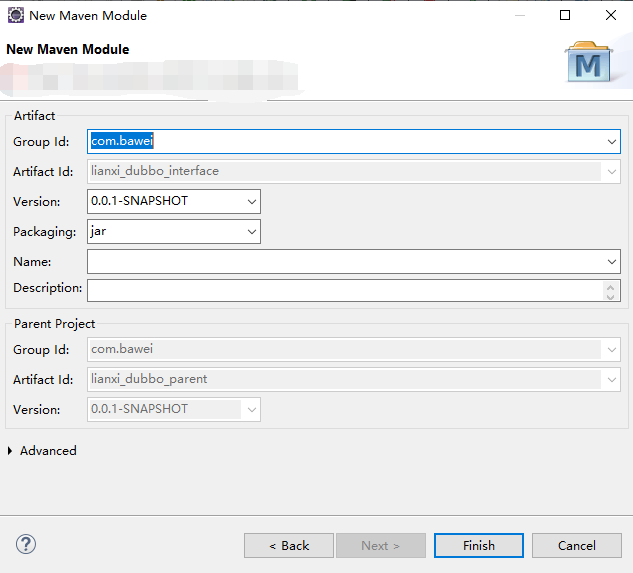 New Maven Module
New Maven Module
M
Artifact
Group Id: com.bawei
Artifact Id: lianxi_dubbo_interface
Version: 0.0.1-SNAPSHOT
Packaging: jar
Name:
Description:
Parent Project
Group Id: com.bawei
Artifact Id: lianxi_dubbo_parent
Version: 0.0.1-SNAPSHOT
Advanced
? < Back Next > Finish Cancel